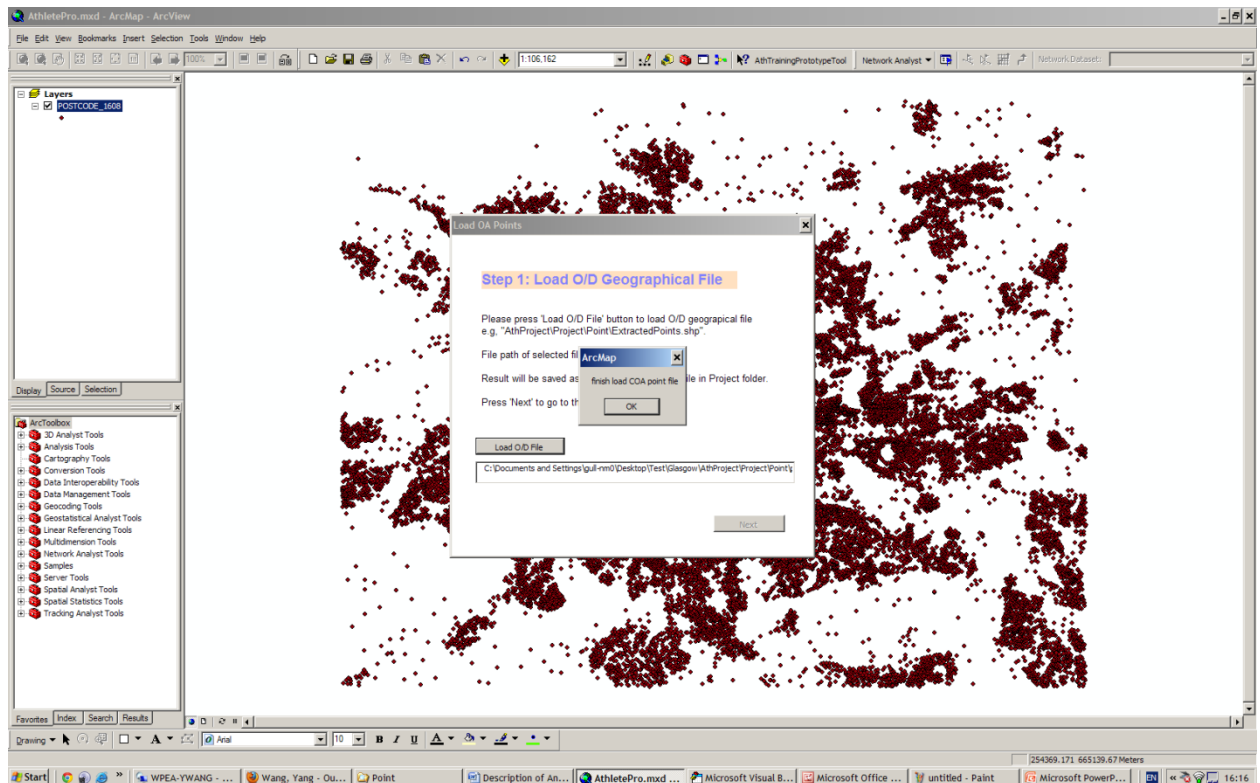 AthletePro.mxd - ArcMap - ArcView
File Edit View Bookmarks Insert Selection Tools Window Help
100%
1:106,162
AthTrainingPrototypeTool
Network Analyst
Network Dataset:
Layers
POSTCODE_1608
Display Source Selection
ArcToolbox
3D Analyst Tools
Analysis Tools
Cartography Tools
Conversion Tools
Data Interoperability Tools
Data Management Tools
Geocoding Tools
Geostatistical Analyst Tools
Linear Referencing Tools
Multidimension Tools
Network Analyst Tools
Samples
Server Tools
Spatial Analyst Tools
Spatial Statistics Tools
Tracking Analyst Tools
Favorites Index Search Results
Load OA Points
Step 1: Load O/D Geographical File
Please press 'Load O/D File' button to load O/D geograpical file
e.g. "AthProject\Project\Point\ExtractedPoints.shp".
File path of selected fil
Result will be saved as
ile in Project folder.
Press 'Next' to go to th
ArcMap
finish load COA point file
OK
Load O/D File
C:\Documents and Settings\gull-nm0\Desktop\Test\Glasgow\AthProject\Project\Point\
Next
Drawing
A
Arial
10
B I U A
254369.171 665139.67 Meters
Start
WPEA-YWANG - ...
Wang, Yang - Ou...
Point
Description of An...
AthletePro.mxd ...
Microsoft Visual B...
Microsoft Office ...
untitled - Paint
Microsoft PowerP...
EN
16:16